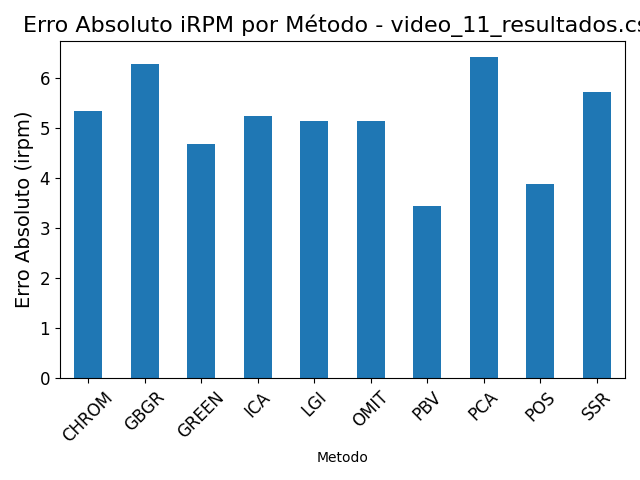 Erro Absoluto iRPM por Método - video_11_resultados.cs
Erro Absoluto (irpm)
6
5
4
3
2
1
0
CHROM
GBGR
GREEN
ICA
LGI
OMIT
PBV
PCA
POS
SSR
Metodo